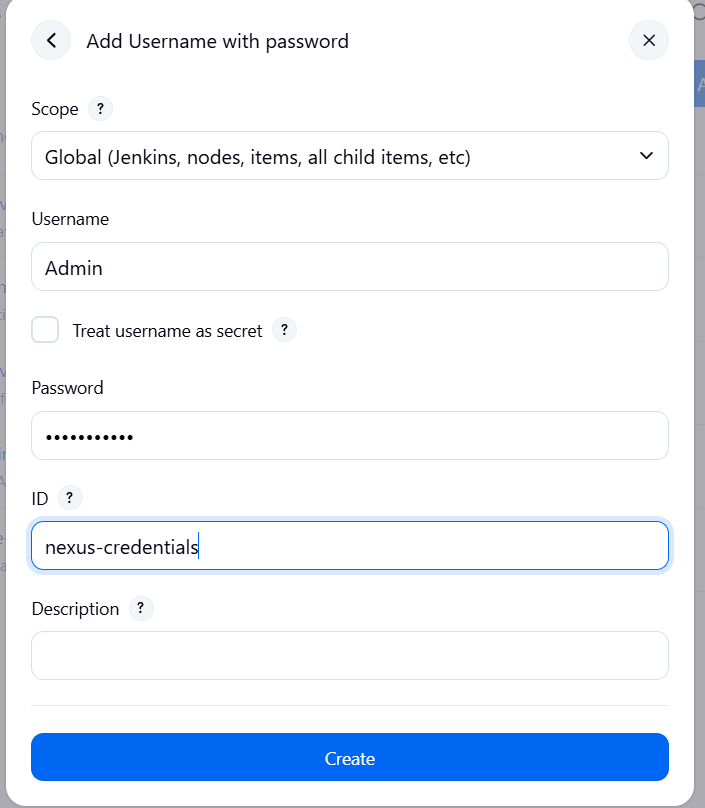 Add Username with password
Scope ?
Global (Jenkins, nodes, items, all child items, etc)
Username
Admin
Treat username as secret ?
Password
•••••••••••
ID ?
nexus-credentials
Description ?
Create